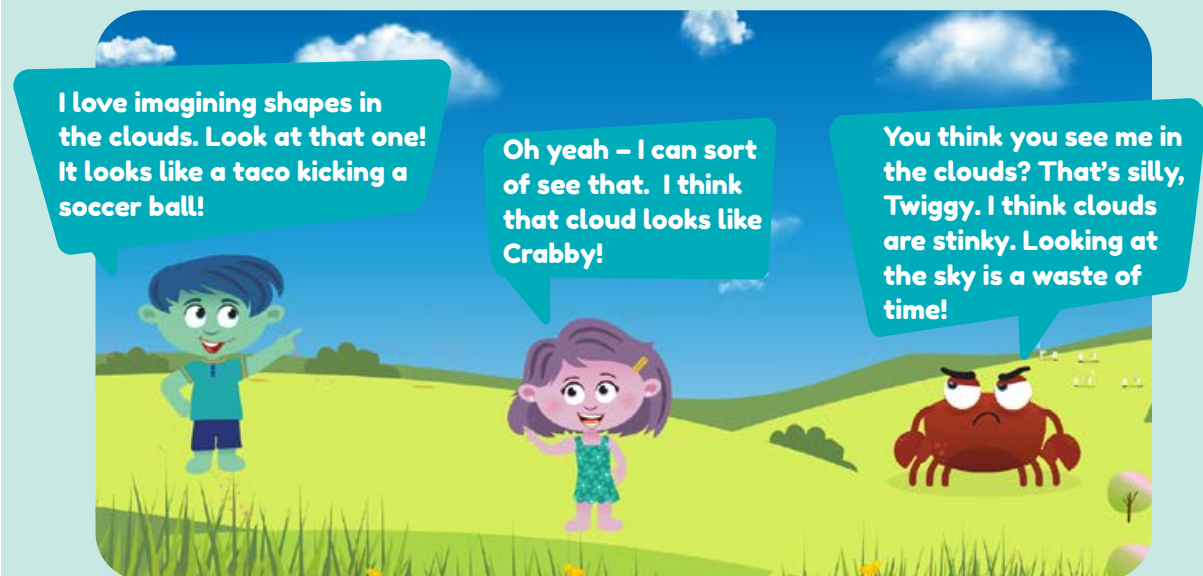 I love imagining shapes in
the clouds. Look at that one!
It looks like a taco kicking a
soccer ball!
Oh yeah – I can sort
of see that.  I think
that cloud looks like
Crabby!
You think you see me in
the clouds? That's silly,
Twiggy. I think clouds
are stinky. Looking at
the sky is a waste of
time!